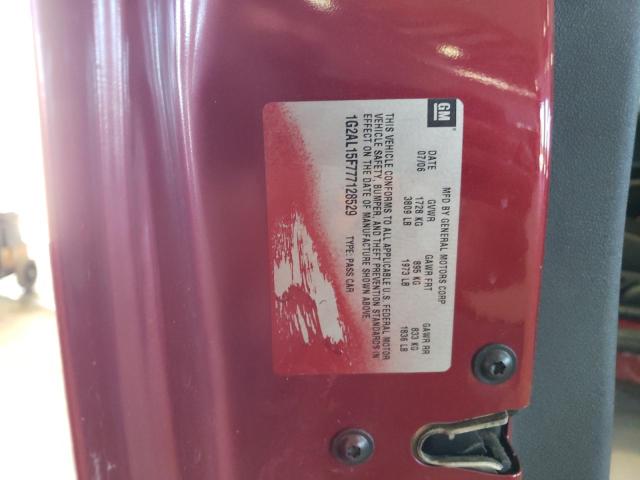 GM
MFD BY GENERAL MOTORS CORP
DATE GVWR GAWR FRT GAWR RR
07/06 1728 KG 895 KG 833 KG
3809 LB 1973 LB 1836 LB
THIS VEHICLE CONFORMS TO ALL APPLICABLE U.S. FEDERAL MOTOR
VEHICLE SAFETY, BUMPER, AND THEFT PREVENTION STANDARDS IN
EFFECT ON THE DATE OF MANUFACTURE SHOWN ABOVE.
1G2AL15F777128529 TYPE: PASS CAR